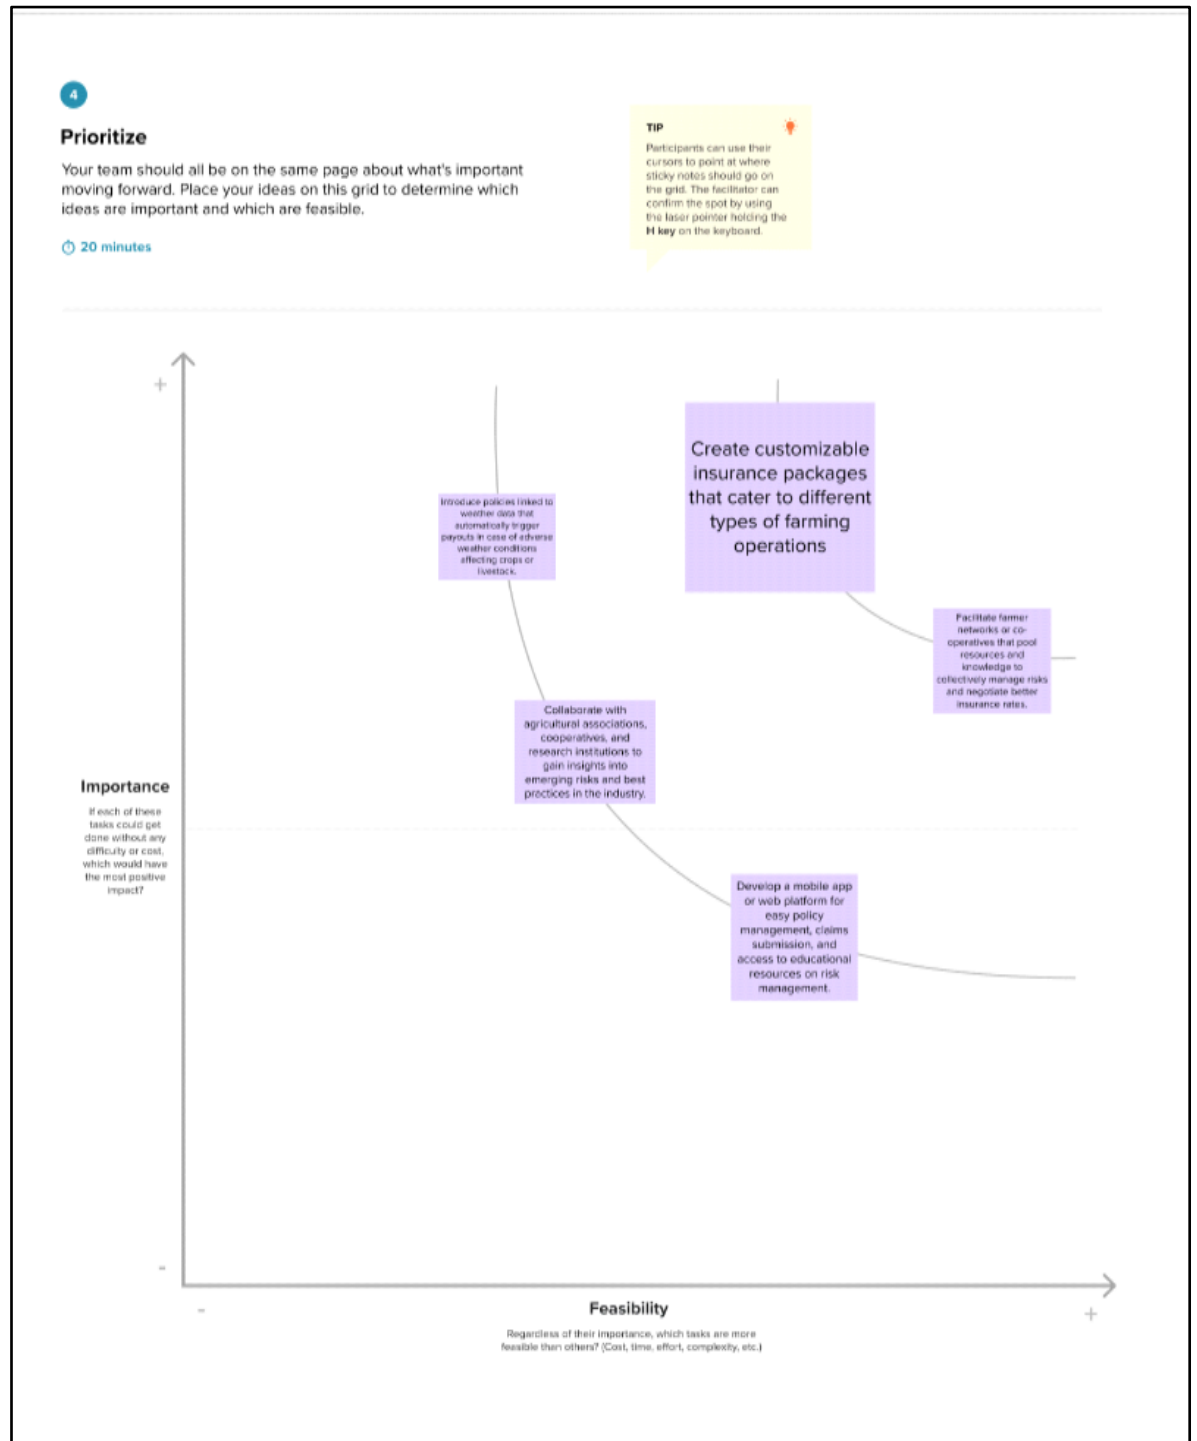 4
Prioritize
Your team should all be on the same page about what's important
moving forward. Place your ideas on this grid to determine which
ideas are important and which are feasible.
20 minutes
TIP
Participants can use their
cursors to point at where
sticky notes should go on
the grid. The facilitator can
confirm the spot by using
the laser pointer holding the
H key on the keyboard.
+
Create customizable
insurance packages
that cater to different
types of farming
operations
Introduce policies linked to
weather data that
automatically trigger
payouts in case of adverse
weather conditions
affecting crops or
livestock.
Facilitate farmer
networks or co-
operatives that pool
resources and
knowledge to
collectively manage risks
and negotiate better
insurance rates.
Collaborate with
agricultural associations,
cooperatives, and
research institutions to
gain insights into
emerging risks and best
practices in the industry.
Importance
If each of these
tasks could get
done without any
difficulty or cost,
which would have
the most positive
impact?
Develop a mobile app
or web platform for
easy policy
management, claims
submission, and
access to educational
resources on risk
management.
-
-
Feasibility
+
Regardless of their importance, which tasks are more
feasible than others? (Cost, time, effort, complexity, etc.)